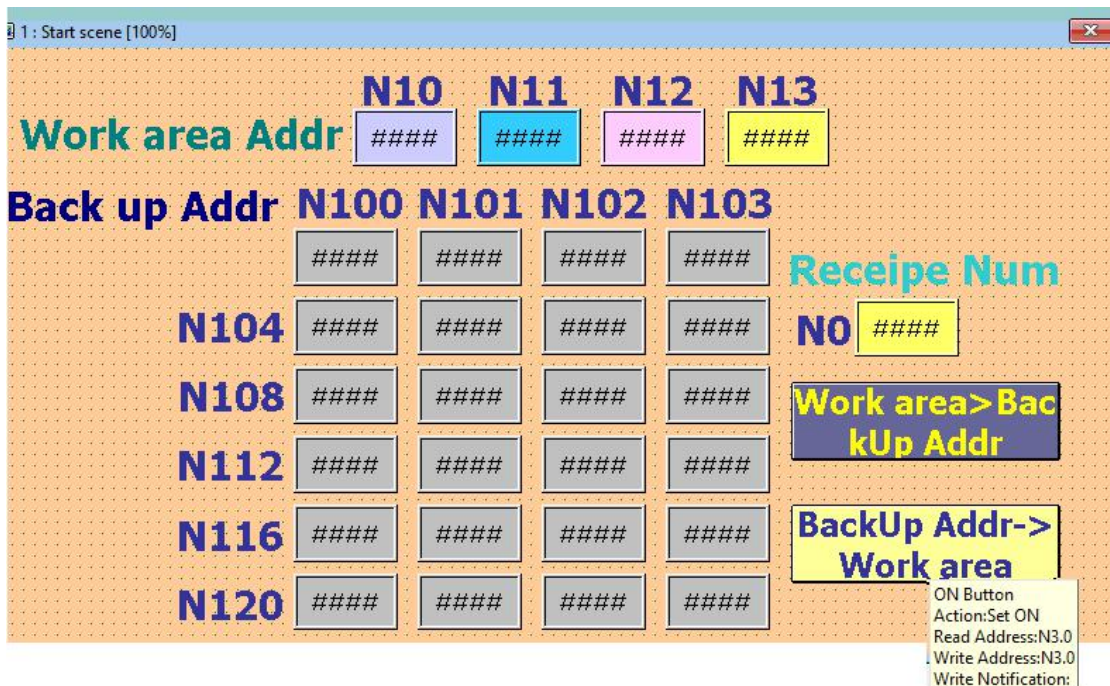 1 : Start scene [100%]
N10 N11 N12 N13
Work area Addr #### #### #### ####
Back up Addr N100 N101 N102 N103
#### #### #### ####
Receipe Num
N104 #### #### #### ####
N0 ####
N108 #### #### #### ####
Work area>Bac
kUp Addr
N112 #### #### #### ####
N116 #### #### #### ####
BackUp Addr->
Work area
N120 #### #### #### ####
ON Button
Action:Set ON
Read Address:N3.0
Write Address:N3.0
Write Notification: